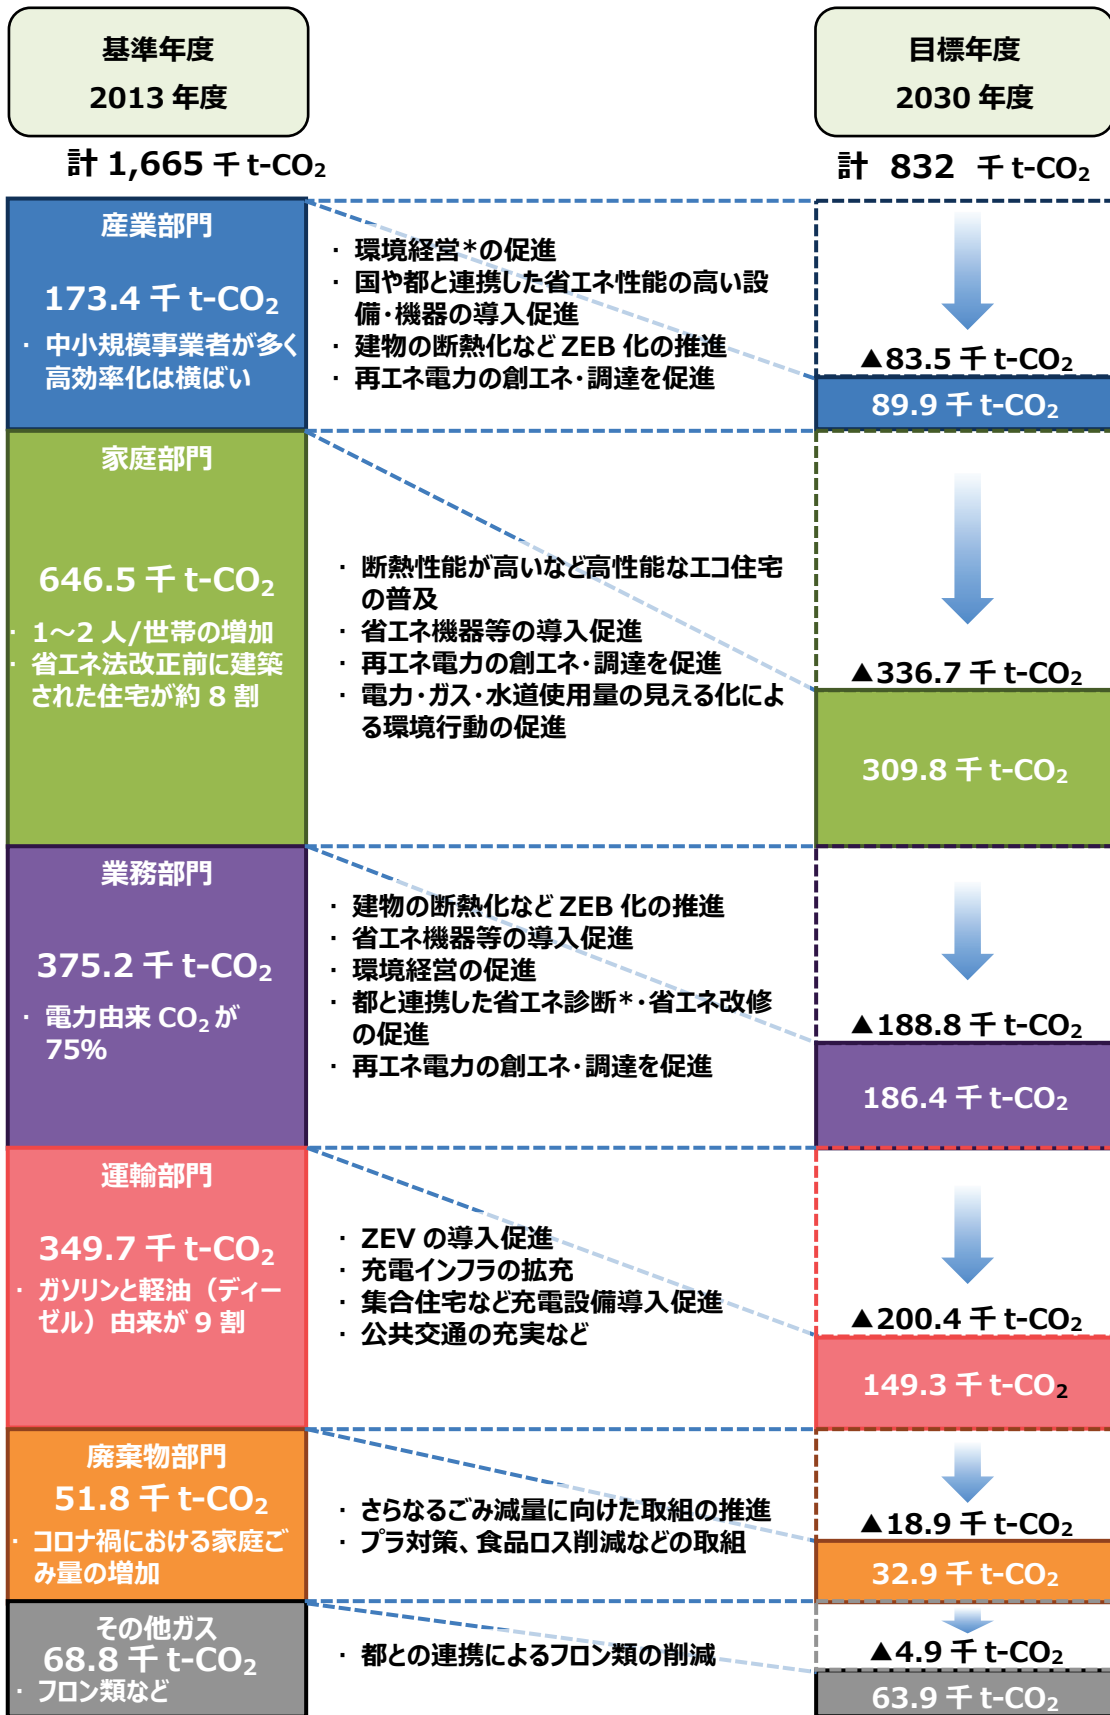 基準年度
2013 年度
目標年度
2030 年度
計 1,665 千 t-CO₂
計 832 千 t-CO₂
産業部門
173.4 千 t-CO₂
· 中小規模事業者が多く
高効率化は横ばい
· 環境経営*の促進
· 国や都と連携した省エネ性能の高い設
備・機器の導入促進
· 建物の断熱化など ZEB 化の推進
· 再エネ電力の創エネ・調達を促進
▲83.5 千 t-CO₂
89.9 千 t-CO₂
家庭部門
646.5 千 t-CO₂
· 1～2 人/世帯の増加
· 省エネ法改正前に建築
された住宅が約 8 割
· 断熱性能が高いなど高性能なエコ住宅
の普及
· 省エネ機器等の導入促進
· 再エネ電力の創エネ・調達を促進
· 電力・ガス・水道使用量の見える化によ
る環境行動の促進
▲336.7 千 t-CO₂
309.8 千 t-CO₂
業務部門
375.2 千 t-CO₂
· 電力由来 CO₂ が
75%
· 建物の断熱化など ZEB 化の推進
· 省エネ機器等の導入促進
· 環境経営の促進
· 都と連携した省エネ診断*・省エネ改修
の促進
· 再エネ電力の創エネ・調達を促進
▲188.8 千 t-CO₂
186.4 千 t-CO₂
運輸部門
349.7 千 t-CO₂
· ガソリンと軽油（ディー
ゼル）由来が 9 割
· ZEV の導入促進
· 充電インフラの拡充
· 集合住宅など充電設備導入促進
· 公共交通の充実など
▲200.4 千 t-CO₂
149.3 千 t-CO₂
廃棄物部門
51.8 千 t-CO₂
· コロナ禍における家庭ご
み量の増加
· さらなるごみ減量に向けた取組の推進
· プラ対策、食品ロス削減などの取組
▲18.9 千 t-CO₂
32.9 千 t-CO₂
その他ガス
68.8 千 t-CO₂
· フロン類など
· 都との連携によるフロン類の削減
▲4.9 千 t-CO₂
63.9 千 t-CO₂